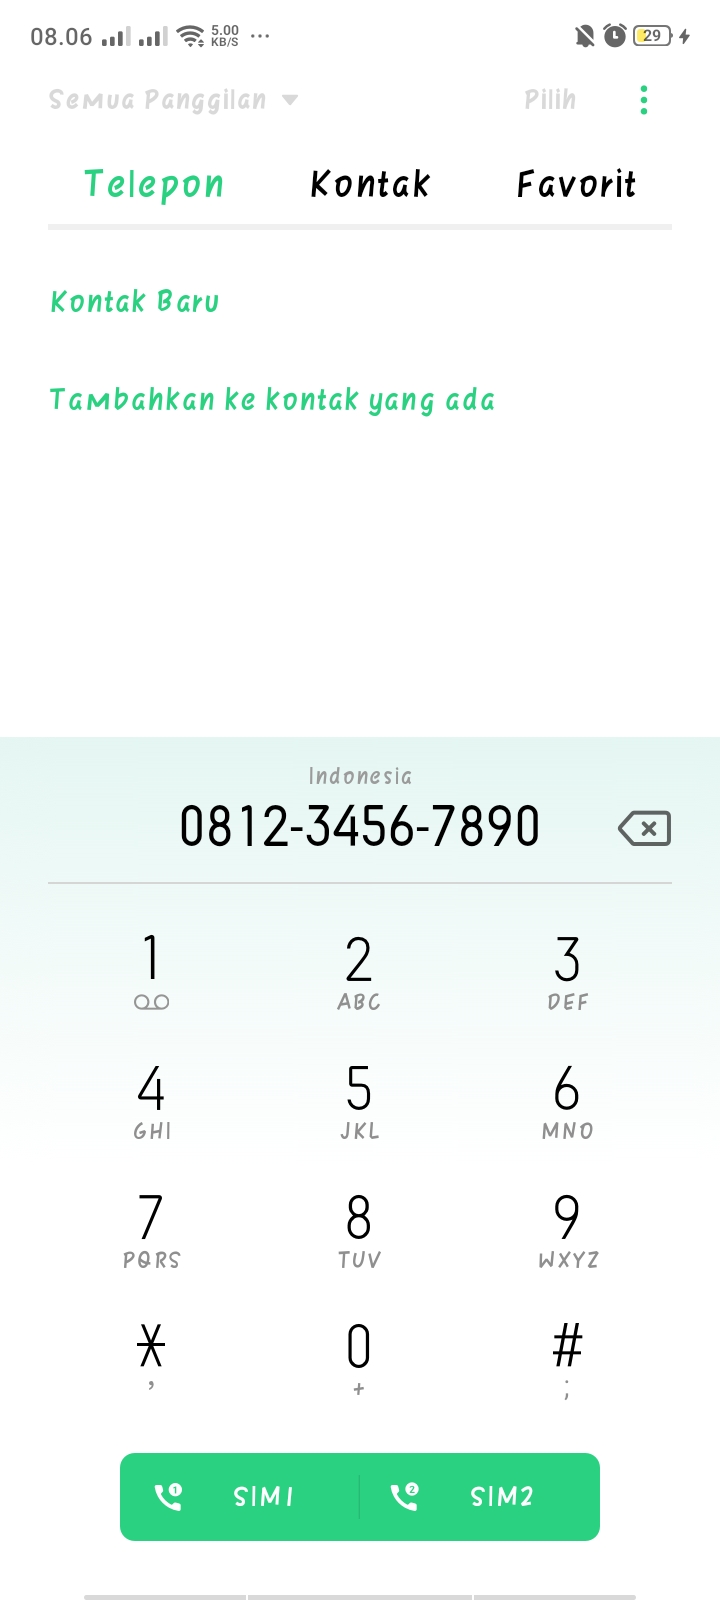 08.06 5.00 KB/S ... 29
Semua Panggilan Pilih
Telepon Kontak Favorit
Kontak Baru
Tambahkan ke kontak yang ada
Indonesia
0812-3456-7890
1 2 3
ABC DEF
4 5 6
GHI JKL MNO
7 8 9
PQRS TUV WXYZ
* 0 #
, + ;
1 SIM1 2 SIM2